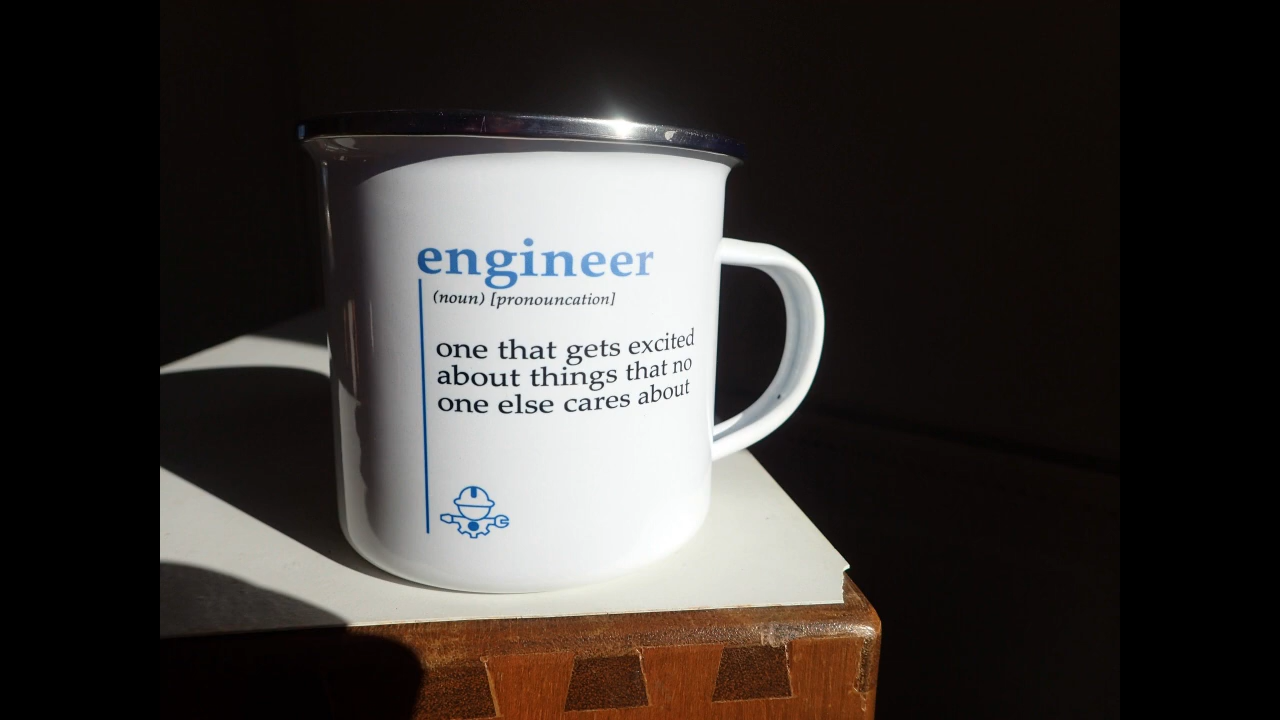 engineer
(noun) [pronouncation]
one that gets excited
about things that no
one else cares about